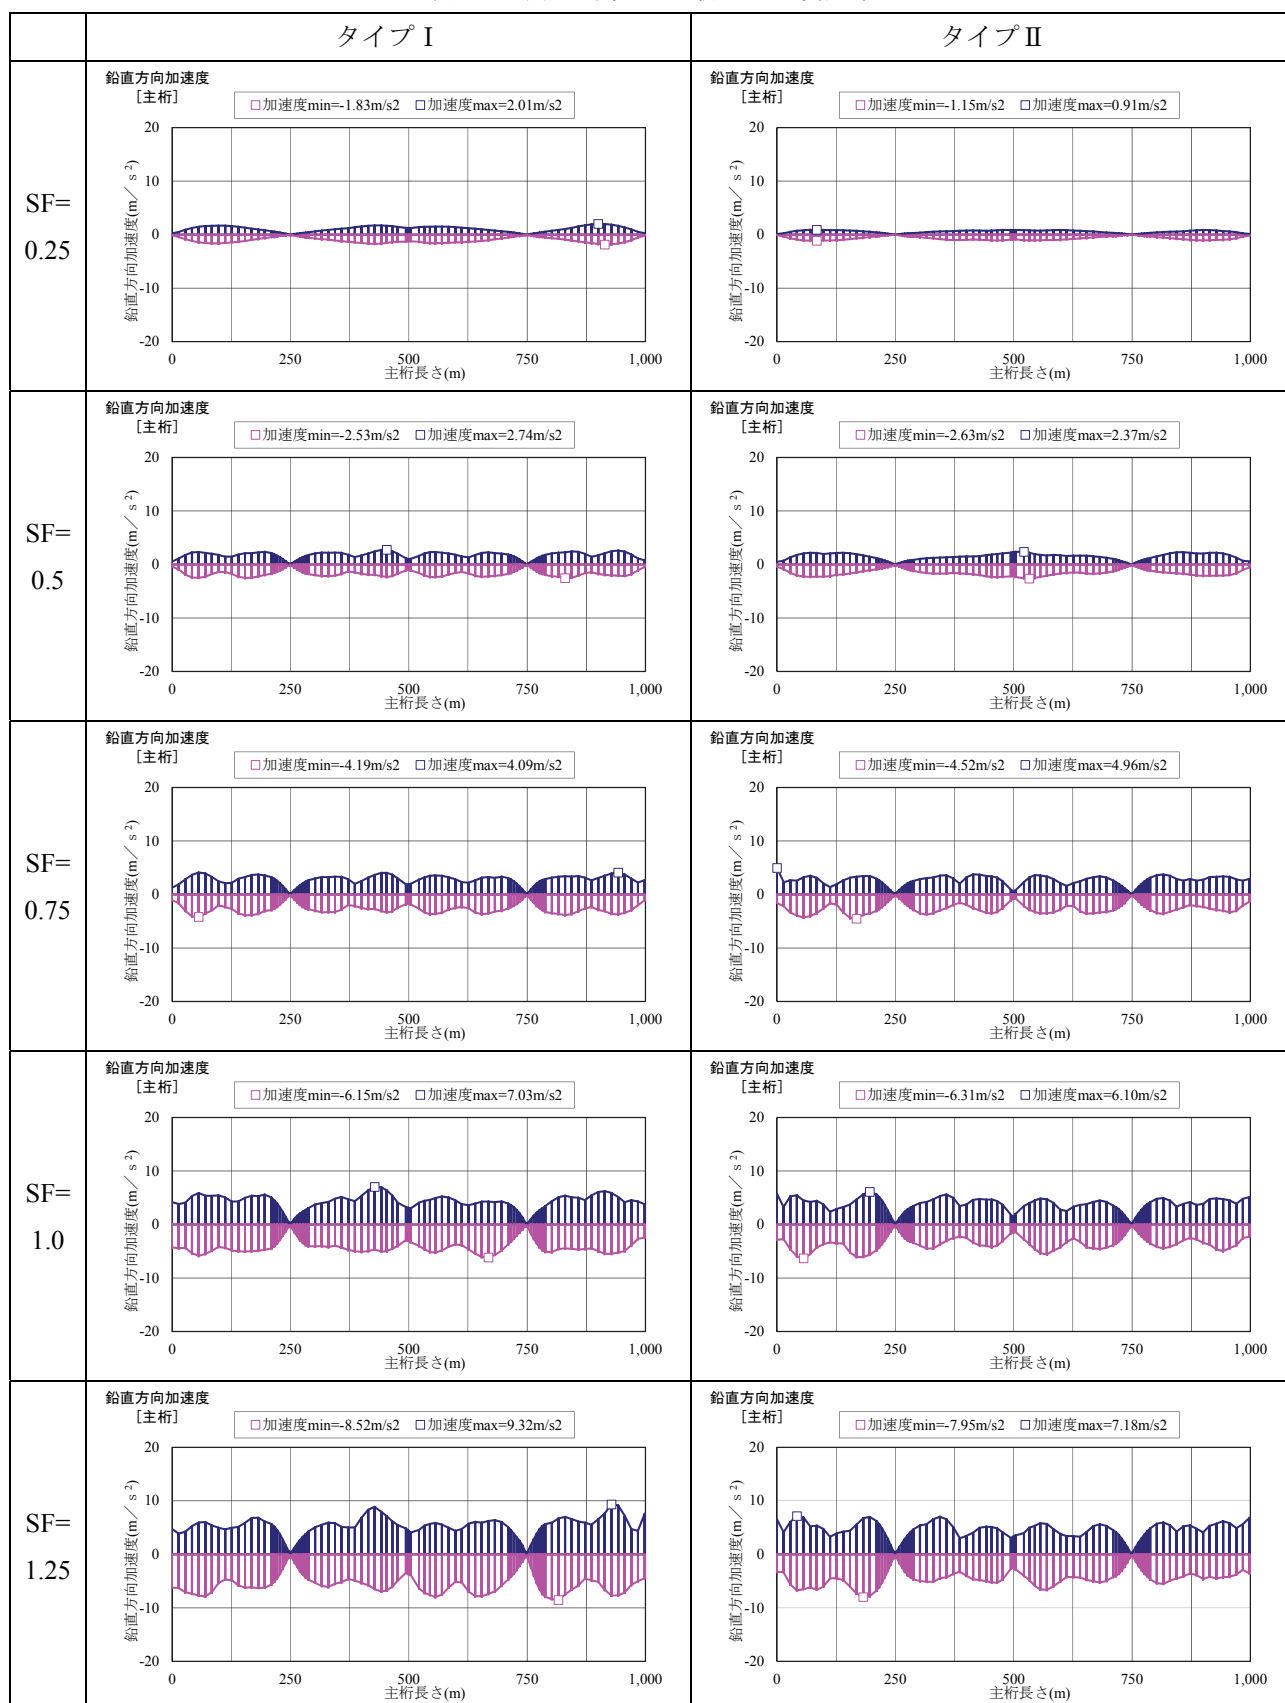 タイプⅠ
タイプⅡ
SF=
0.25
鉛直方向加速度
[主桁]
加速度min=-1.83m/s2 加速度max=2.01m/s2
鉛直方向加速度(m／s²)
20
10
0
-10
-20
0 250 500 750 1,000
主桁長さ(m)
鉛直方向加速度
[主桁]
加速度min=-1.15m/s2 加速度max=0.91m/s2
鉛直方向加速度(m／s²)
20
10
0
-10
-20
0 250 500 750 1,000
主桁長さ(m)
SF=
0.5
鉛直方向加速度
[主桁]
加速度min=-2.53m/s2 加速度max=2.74m/s2
鉛直方向加速度(m／s²)
20
10
0
-10
-20
0 250 500 750 1,000
主桁長さ(m)
鉛直方向加速度
[主桁]
加速度min=-2.63m/s2 加速度max=2.37m/s2
鉛直方向加速度(m／s²)
20
10
0
-10
-20
0 250 500 750 1,000
主桁長さ(m)
SF=
0.75
鉛直方向加速度
[主桁]
加速度min=-4.19m/s2 加速度max=4.09m/s2
鉛直方向加速度(m／s²)
20
10
0
-10
-20
0 250 500 750 1,000
主桁長さ(m)
鉛直方向加速度
[主桁]
加速度min=-4.52m/s2 加速度max=4.96m/s2
鉛直方向加速度(m／s²)
20
10
0
-10
-20
0 250 500 750 1,000
主桁長さ(m)
SF=
1.0
鉛直方向加速度
[主桁]
加速度min=-6.15m/s2 加速度max=7.03m/s2
鉛直方向加速度(m／s²)
20
10
0
-10
-20
0 250 500 750 1,000
主桁長さ(m)
鉛直方向加速度
[主桁]
加速度min=-6.31m/s2 加速度max=6.10m/s2
鉛直方向加速度(m／s²)
20
10
0
-10
-20
0 250 500 750 1,000
主桁長さ(m)
SF=
1.25
鉛直方向加速度
[主桁]
加速度min=-8.52m/s2 加速度max=9.32m/s2
鉛直方向加速度(m／s²)
20
10
0
-10
-20
0 250 500 750 1,000
主桁長さ(m)
鉛直方向加速度
[主桁]
加速度min=-7.95m/s2 加速度max=7.18m/s2
鉛直方向加速度(m／s²)
20
10
0
-10
-20
0 250 500 750 1,000
主桁長さ(m)